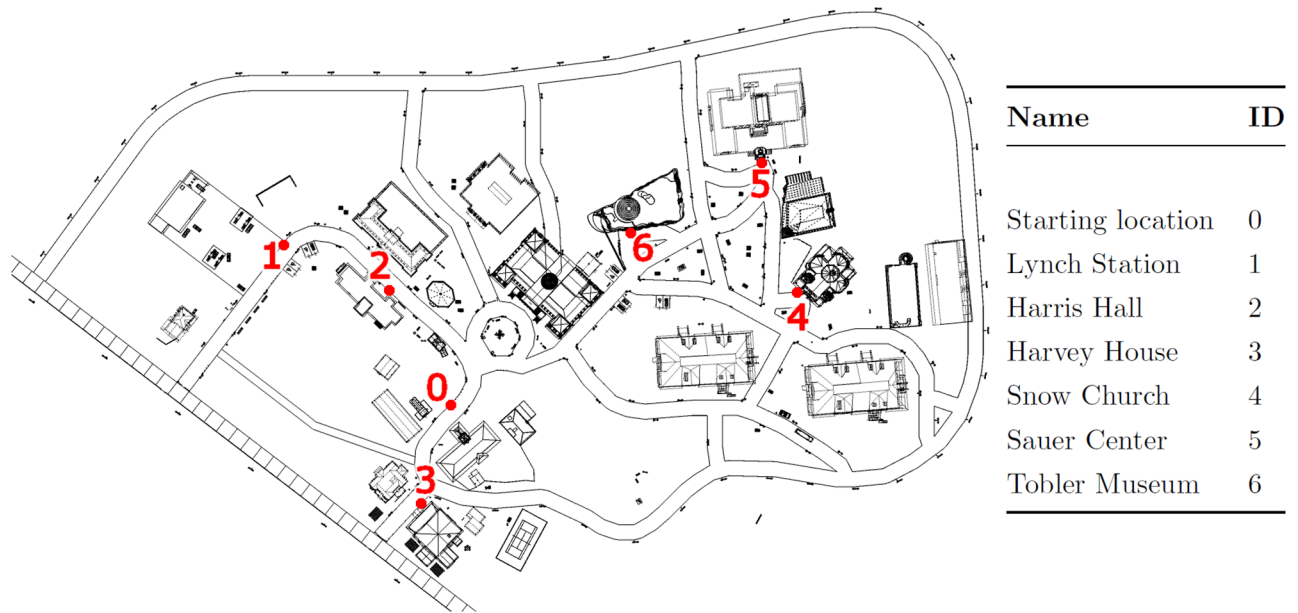 5
6
1
2
4
0
3
Name ID
Starting location 0
Lynch Station 1
Harris Hall 2
Harvey House 3
Snow Church 4
Sauer Center 5
Tobler Museum 6